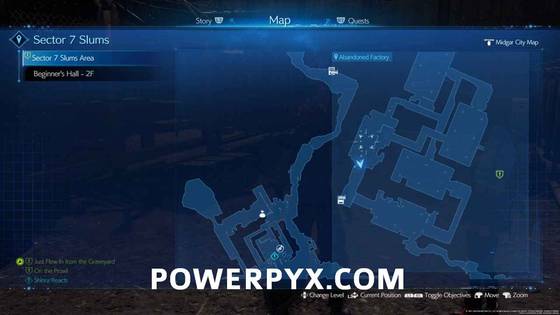 Story Map Quests
Sector 7 Slums
Midgar City Map
Sector 7 Slums Area
Beginner's Hall - 2F
Abandoned Factory
Just Flew In from the Graveyard
On the Prowl
Shinra Reacts
POWERPYX.COM
Change Level Current Position Toggle Objectives Move Zoom